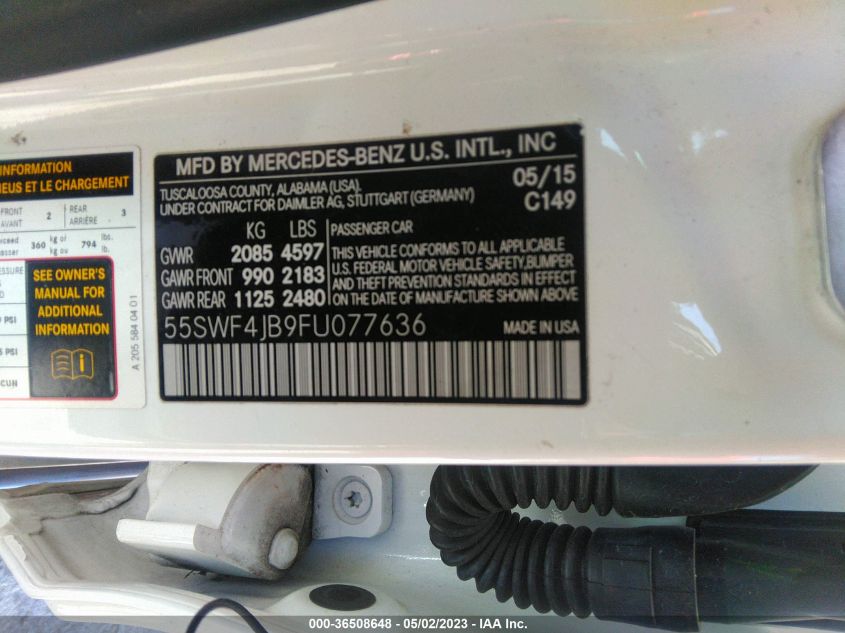 INFORMATION
NEUS ET LE CHARGEMENT
FRONT
AVANT
2
REAR
ARRIÈRE
3
360 kg or
kg ou
794 lbs.
lb.
SEE OWNER'S
MANUAL FOR
ADDITIONAL
INFORMATION
PSI
PSI
A 205 584 04 01
MFD BY MERCEDES-BENZ U.S. INTL., INC
TUSCALOOSA COUNTY, ALABAMA (USA).
UNDER CONTRACT FOR DAIMLER AG, STUTTGART (GERMANY)
05/15
C149
KG LBS
GVWR 2085 4597
GAWR FRONT 990 2183
GAWR REAR 1125 2480
PASSENGER CAR
THIS VEHICLE CONFORMS TO ALL APPLICABLE
U.S. FEDERAL MOTOR VEHICLE SAFETY,BUMPER
AND THEFT PREVENTION STANDARDS IN EFFECT
ON THE DATE OF MANUFACTURE SHOWN ABOVE.
55SWF4JB9FU077636
MADE IN USA
000-36508648 - 05/02/2023 - IAA Inc.